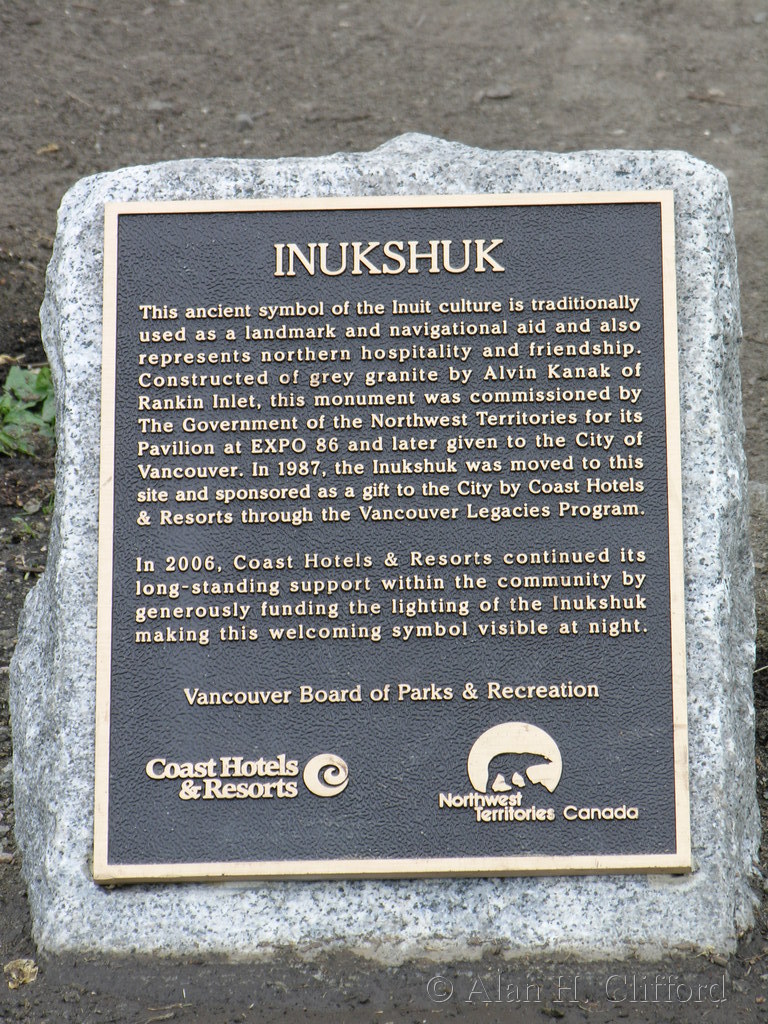 INUKSHUK
This ancient symbol of the Inuit culture is traditionally
used as a landmark and navigational aid and also
represents northern hospitality and friendship.
Constructed of grey granite by Alvin Kanak of
Rankin Inlet, this monument was commissioned by
The Government of the Northwest Territories for its
Pavilion at EXPO 86 and later given to the City of
Vancouver. In 1987, the Inukshuk was moved to this
site and sponsored as a gift to the City by Coast Hotels
& Resorts through the Vancouver Legacies Program.
In 2006, Coast Hotels & Resorts continued its
long-standing support within the community by
generously funding the lighting of the Inukshuk
making this welcoming symbol visible at night.
Vancouver Board of Parks & Recreation
Coast Hotels
& Resorts
Northwest
Territories Canada
© Alan H. Clifford